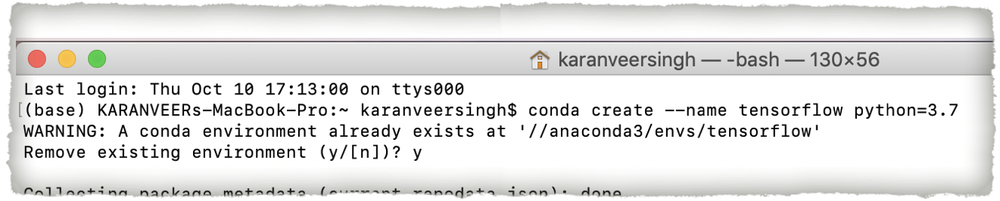 karanveersingh — -bash — 130×56
Last login: Thu Oct 10 17:13:00 on ttys000
[(base) KARANVEERs-MacBook-Pro:~ karanveersingh$ conda create --name tensorflow python=3.7
WARNING: A conda environment already exists at '//anaconda3/envs/tensorflow'
Remove existing environment (y/[n])? y
Collecting package metadata (current_repodata.json): done